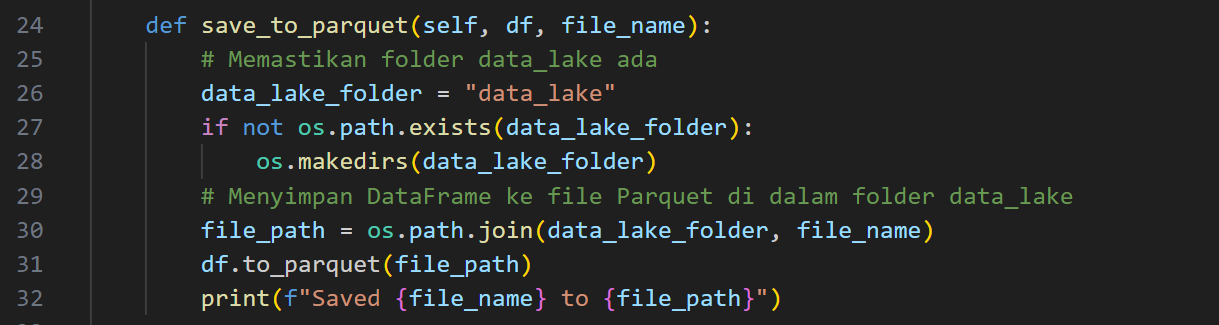 24 def save_to_parquet(self, df, file_name):
25 # Memastikan folder data_lake ada
26 data_lake_folder = "data_lake"
27 if not os.path.exists(data_lake_folder):
28 os.makedirs(data_lake_folder)
29 # Menyimpan DataFrame ke file Parquet di dalam folder data_lake
30 file_path = os.path.join(data_lake_folder, file_name)
31 df.to_parquet(file_path)
32 print(f"Saved {file_name} to {file_path}")